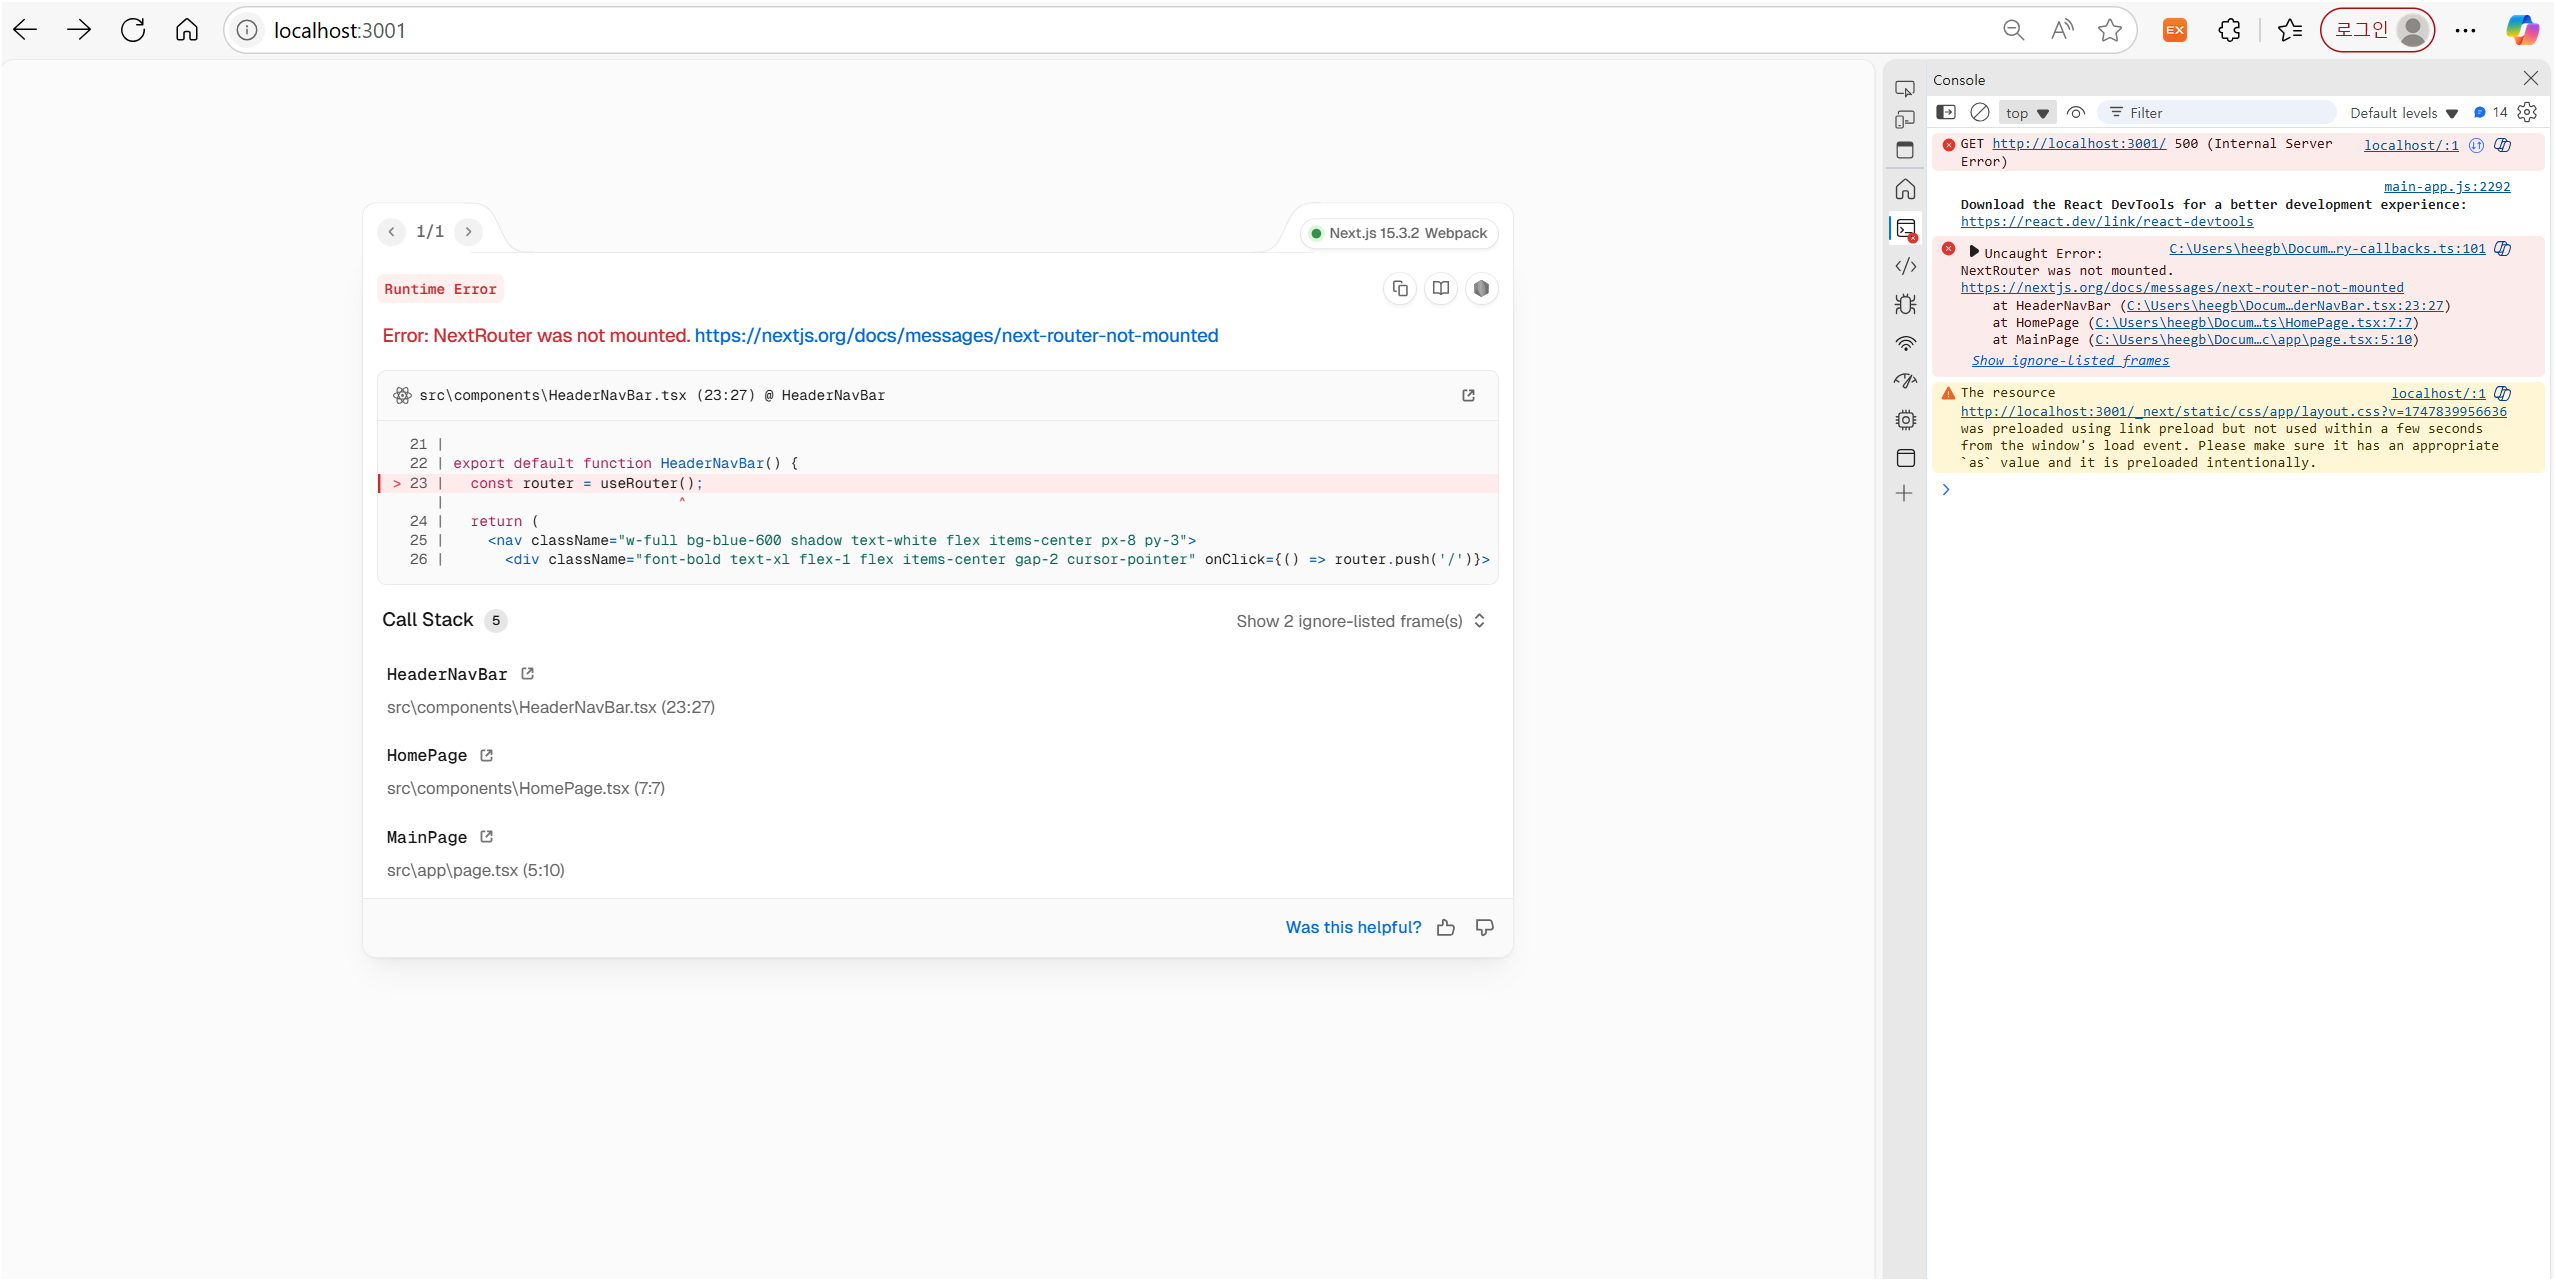 localhost:3001
로그인
EX
1/1
Next.js 15.3.2 Webpack
Runtime Error
Error: NextRouter was not mounted. https://nextjs.org/docs/messages/next-router-not-mounted
src\components\HeaderNavBar.tsx (23:27) @ HeaderNavBar
21 |
22 | export default function HeaderNavBar() {
> 23 |   const router = useRouter();
|                           ^
24 |   return (
25 |     <nav className="w-full bg-blue-600 shadow text-white flex items-center px-8 py-3">
26 |       <div className="font-bold text-xl flex-1 flex items-center gap-2 cursor-pointer" onClick={() => router.push('/')}>
Call Stack 5
Show 2 ignore-listed frame(s)
HeaderNavBar
src\components\HeaderNavBar.tsx (23:27)
HomePage
src\components\HomePage.tsx (7:7)
MainPage
src\app\page.tsx (5:10)
Was this helpful?
Console
top
Filter
Default levels
14
GET http://localhost:3001/ 500 (Internal Server localhost/:1
Error)
main-app.js:2292
Download the React DevTools for a better development experience:
https://react.dev/link/react-devtools
Uncaught Error: C:\Users\heegb\Docum…ry-callbacks.ts:101
NextRouter was not mounted.
https://nextjs.org/docs/messages/next-router-not-mounted
at HeaderNavBar (C:\Users\heegb\Docum…derNavBar.tsx:23:27)
at HomePage (C:\Users\heegb\Docum…ts\HomePage.tsx:7:7)
at MainPage (C:\Users\heegb\Docum…c\app\page.tsx:5:10)
Show ignore-listed frames
The resource localhost/:1
http://localhost:3001/_next/static/css/app/layout.css?v=1747839956636
was preloaded using link preload but not used within a few seconds
from the window's load event. Please make sure it has an appropriate
`as` value and it is preloaded intentionally.